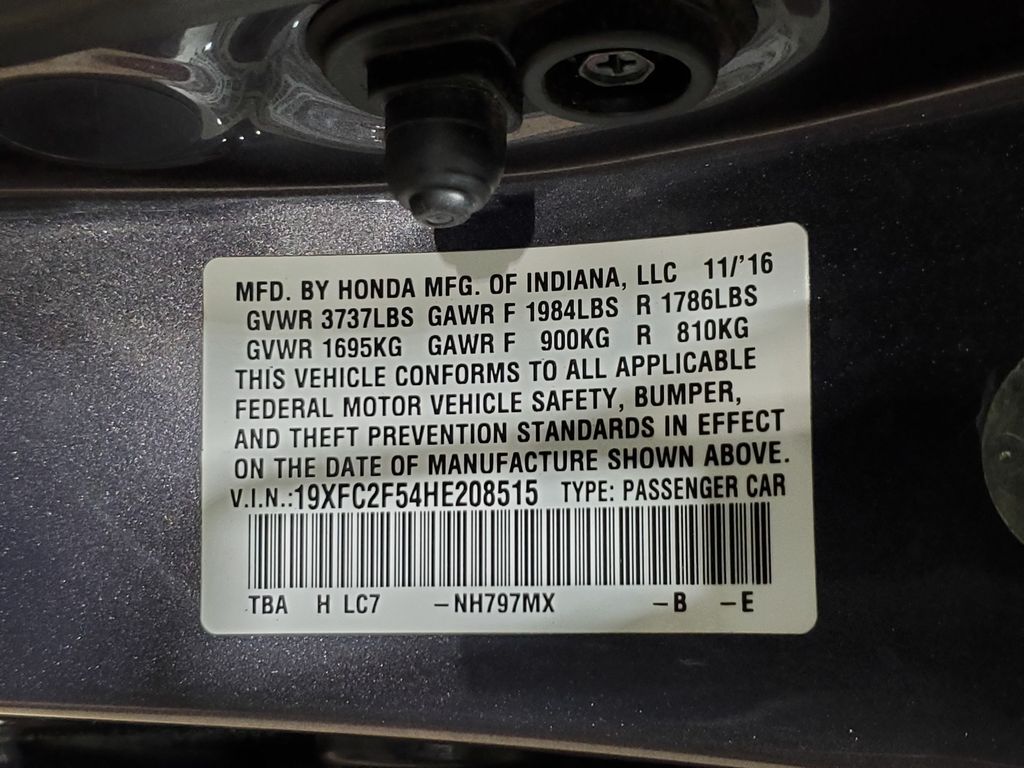 MFD. BY HONDA MFG. OF INDIANA, LLC 11/'16
GVWR 3737LBS GAWR F 1984LBS R 1786LBS
GVWR 1695KG GAWR F 900KG R 810KG
THIS VEHICLE CONFORMS TO ALL APPLICABLE
FEDERAL MOTOR VEHICLE SAFETY, BUMPER,
AND THEFT PREVENTION STANDARDS IN EFFECT
ON THE DATE OF MANUFACTURE SHOWN ABOVE.
V.I.N.:19XFC2F54HE208515 TYPE: PASSENGER CAR
TBA H LC7 –NH797MX –B –E